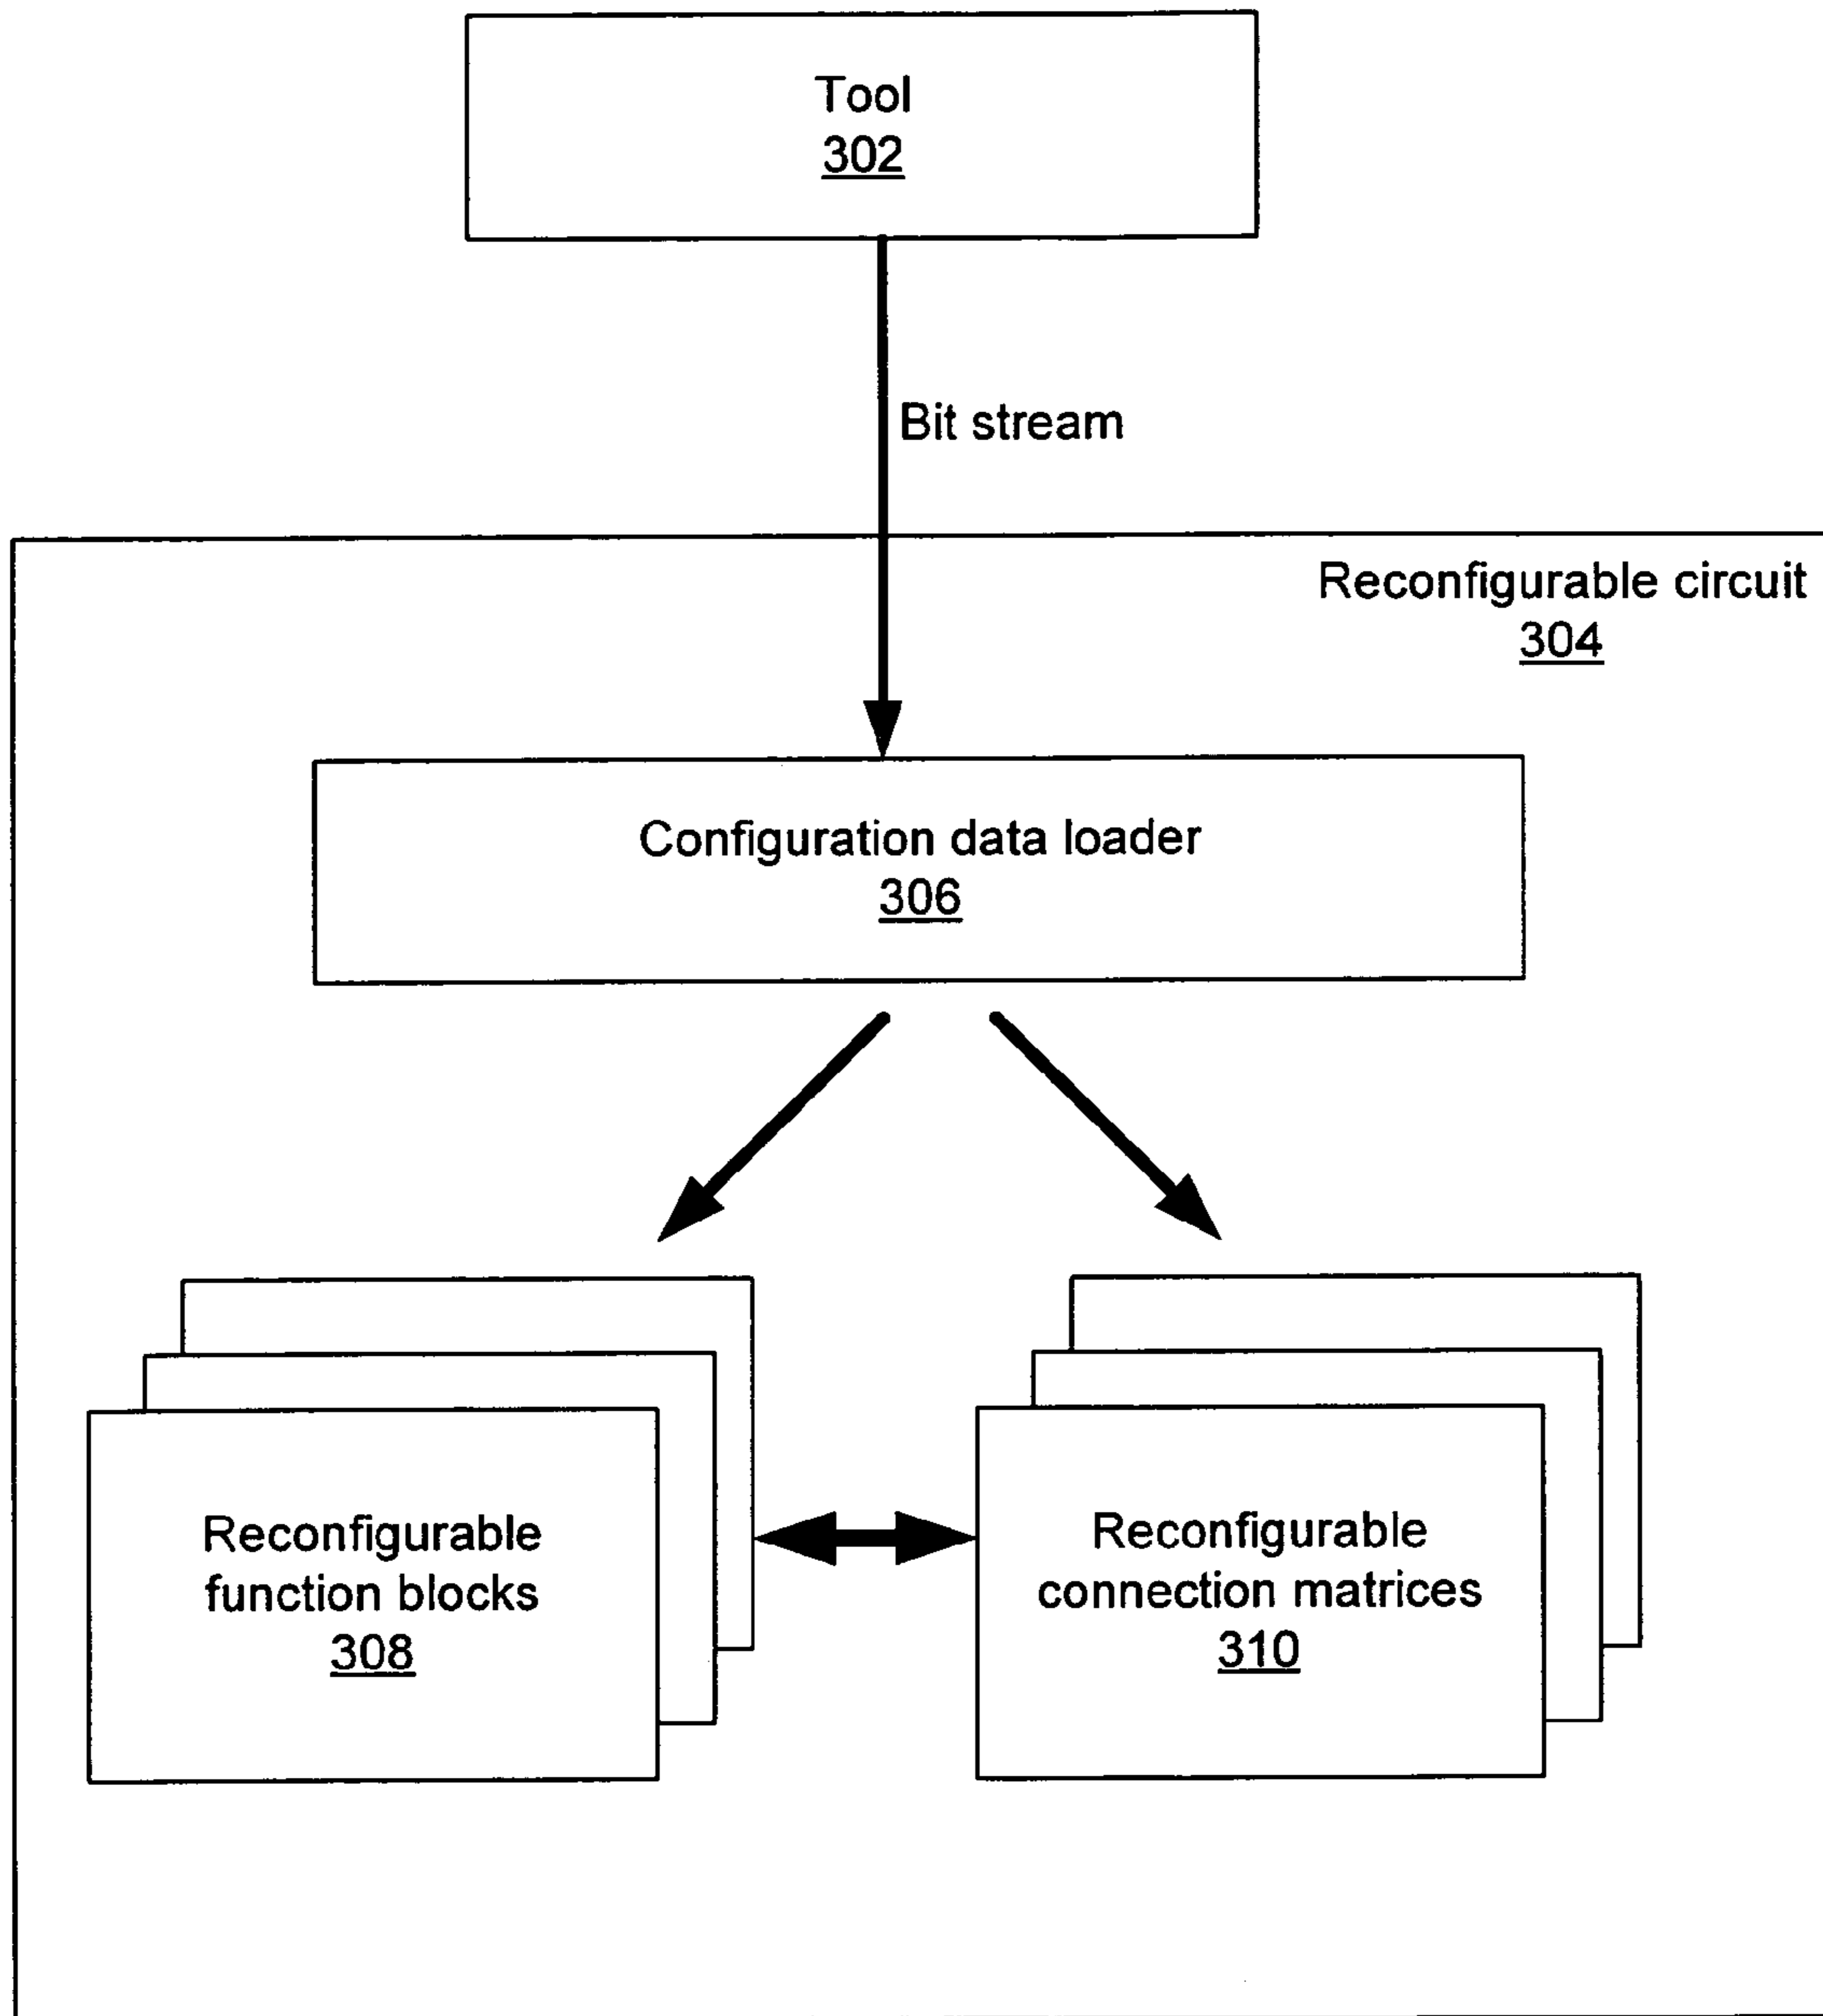 Tool
302
Bit stream
Reconfigurable circuit
304
Configuration data loader
306
Reconfigurable
function blocks
308
Reconfigurable
connection matrices
310